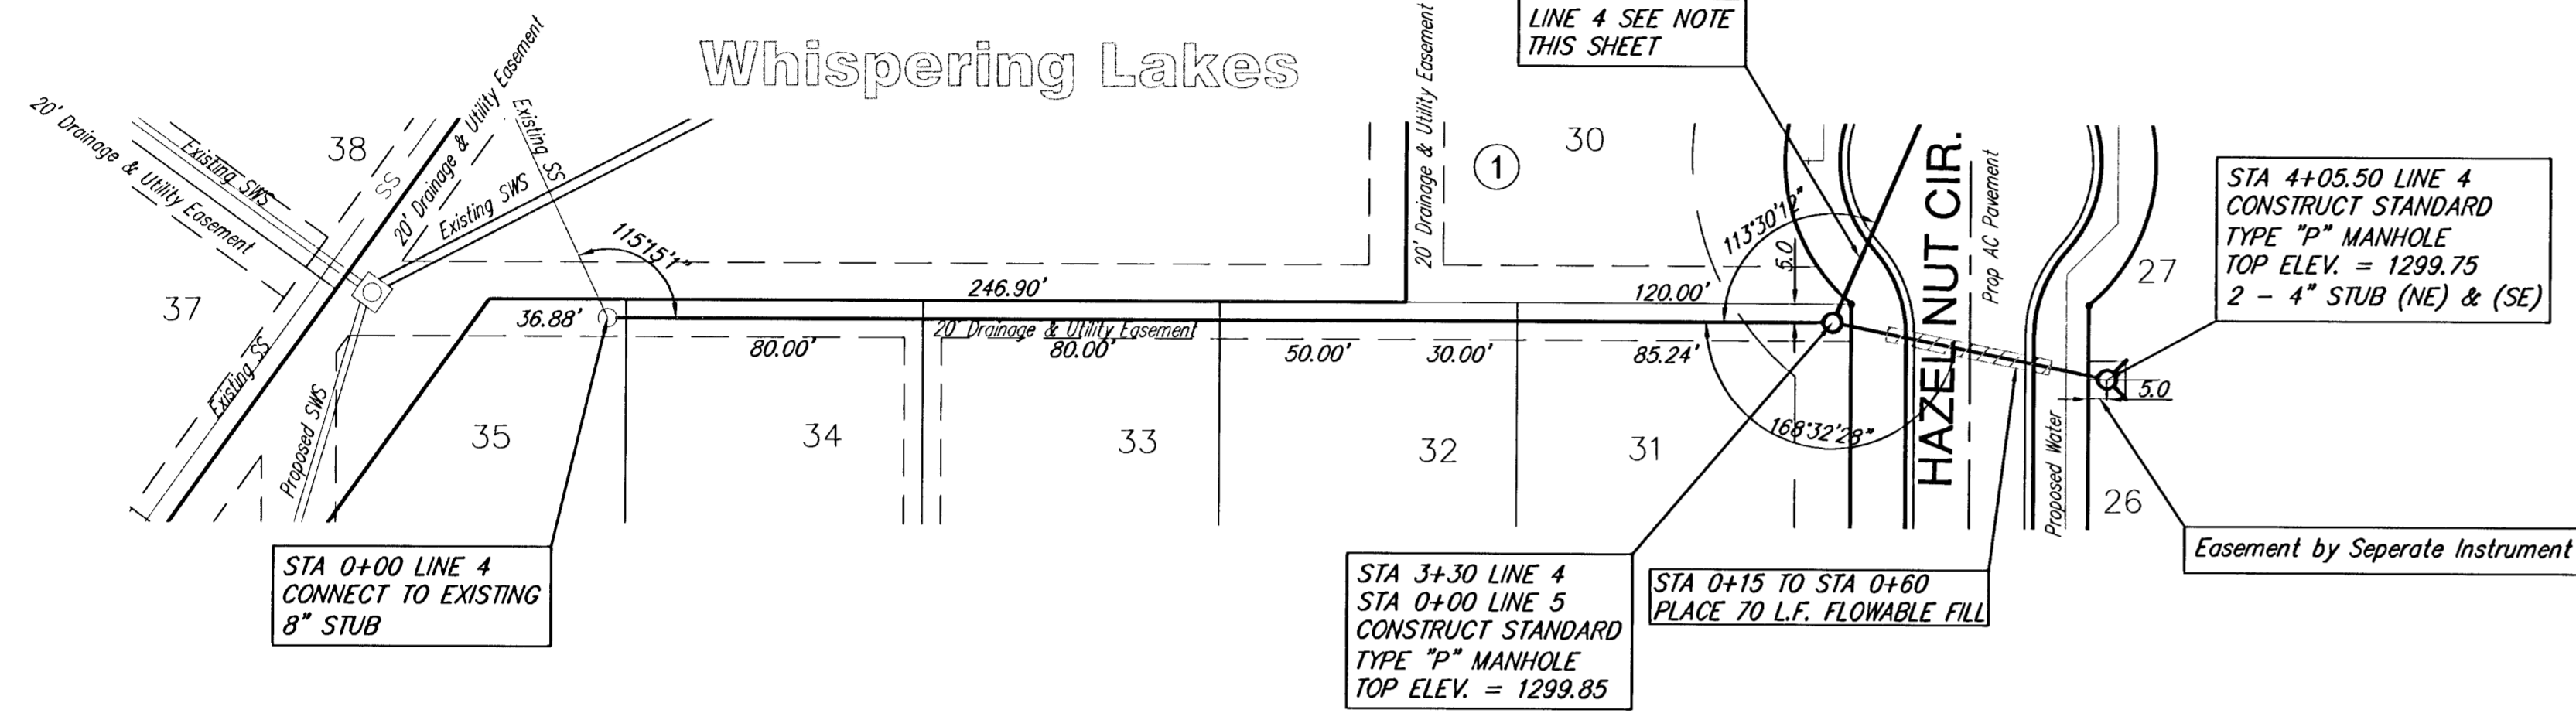 Whispering Lakes
LINE 4 SEE NOTE
THIS SHEET
20' Drainage & Utility Easement
Existing SWS
38
SS
20' Drainage & Utility Easement
Existing SS
Existing SWS
115°15'1"
37
Existing SS
Proposed SWS
36.88'
246.90'
20' Drainage & Utility Easement
80.00'
80.00'
50.00'
30.00'
85.24'
120.00'
20' Drainage & Utility Easement
1
30
113°30'12"
5.0
168°32'28"
HAZEL NUT CIR.
Prop AC Pavement
Proposed Water
27
26
5.0
35
34
33
32
31
STA 4+05.50 LINE 4
CONSTRUCT STANDARD
TYPE "P" MANHOLE
TOP ELEV. = 1299.75
2 - 4" STUB (NE) & (SE)
Easement by Seperate Instrument
STA 0+00 LINE 4
CONNECT TO EXISTING
8" STUB
STA 3+30 LINE 4
STA 0+00 LINE 5
CONSTRUCT STANDARD
TYPE "P" MANHOLE
TOP ELEV. = 1299.85
STA 0+15 TO STA 0+60
PLACE 70 L.F. FLOWABLE FILL